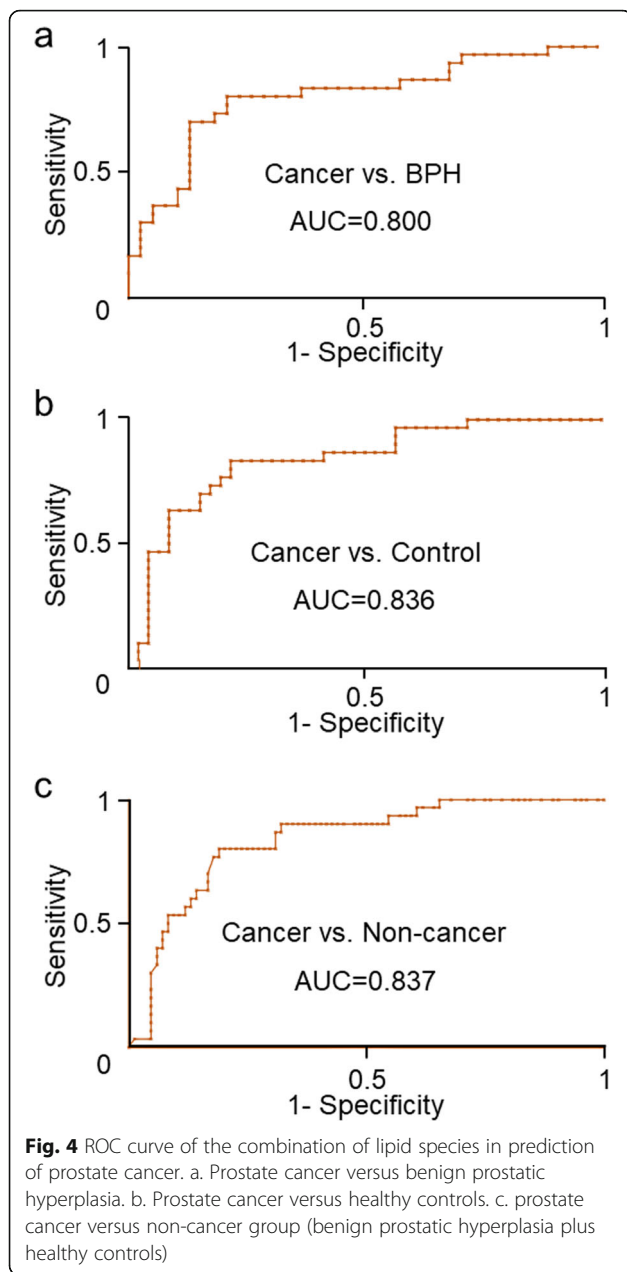 a
1
Sensitivity
0.5
Cancer vs. BPH
AUC=0.800
0
0.5
1
1- Specificity
b
1
Sensitivity
0.5
Cancer vs. Control
AUC=0.836
0
0.5
1
1- Specificity
c
1
Sensitivity
0.5
Cancer vs. Non-cancer
AUC=0.837
0
0.5
1
1- Specificity
Fig. 4 ROC curve of the combination of lipid species in prediction
of prostate cancer. a. Prostate cancer versus benign prostatic
hyperplasia. b. Prostate cancer versus healthy controls. c. prostate
cancer versus non-cancer group (benign prostatic hyperplasia plus
healthy controls)